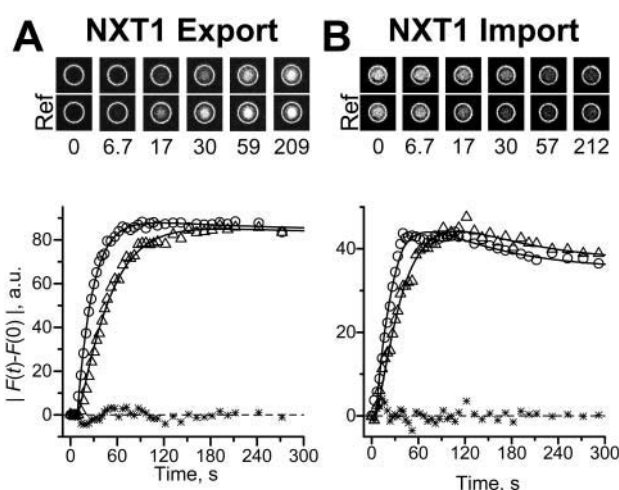 A NXT1 Export
B NXT1 Import
Ref
0 6.7 17 30 59 209
Ref
0 6.7 17 30 57 212
| F(t)-F(0) |, a.u.
80
60
40
20
0
0 60 120 180 240 300
Time, s
40
20
0
0 60 120 180 240 300
Time, s